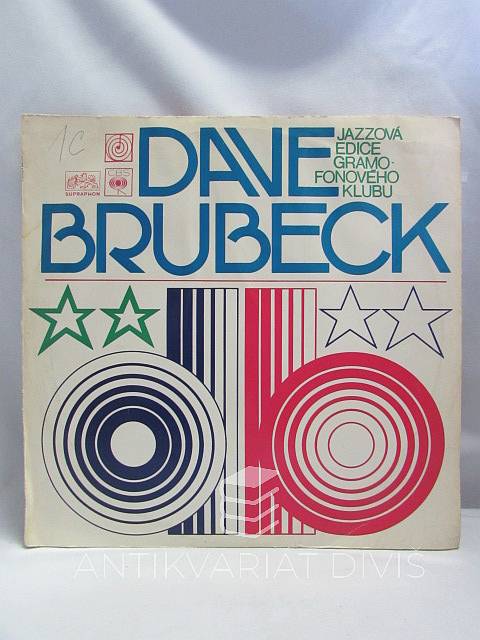 1C
DAVE
BRUBECK
JAZZOVÁ
EDICE
GRAMO-
FONOVÉHO
KLUBU
SUPRAPHON
CBS
ANTIKVARIÁT DIVIŠ